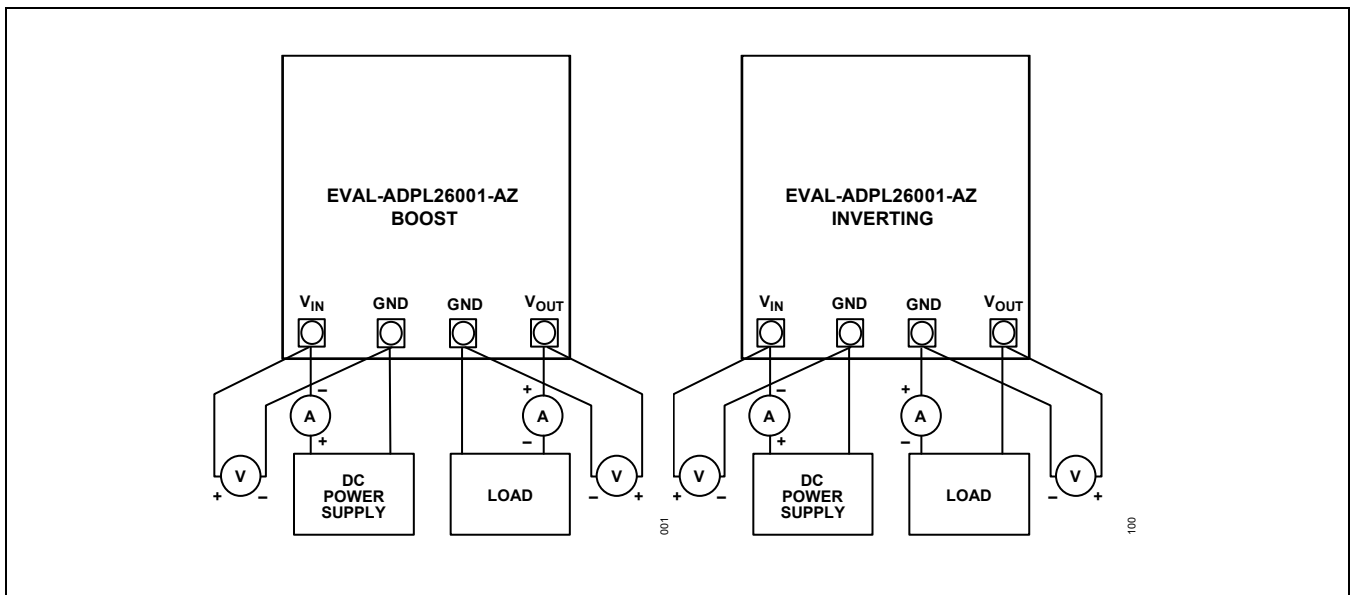 EVAL-ADPL26001-AZ
BOOST
VIN GND GND VOUT
– +
A A
+ –
V V
+ – – +
DC
POWER
SUPPLY
LOAD
001
EVAL-ADPL26001-AZ
INVERTING
VIN GND GND VOUT
– +
A A
+ –
V V
+ – – +
DC
POWER
SUPPLY
LOAD
100